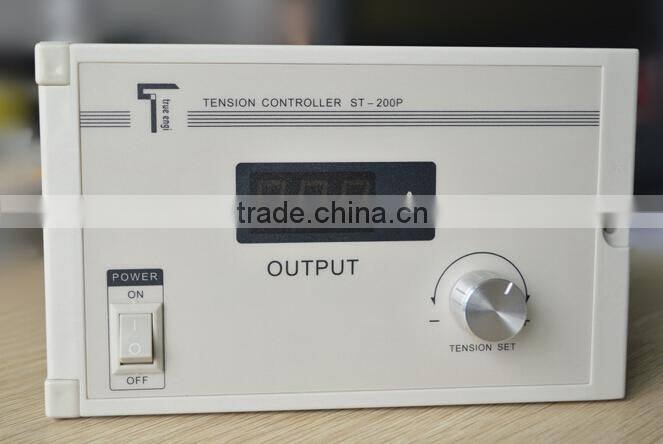 true engi
TENSION CONTROLLER ST-200P
A
trade.china.cn
OUTPUT
POWER
ON
OFF
TENSION SET